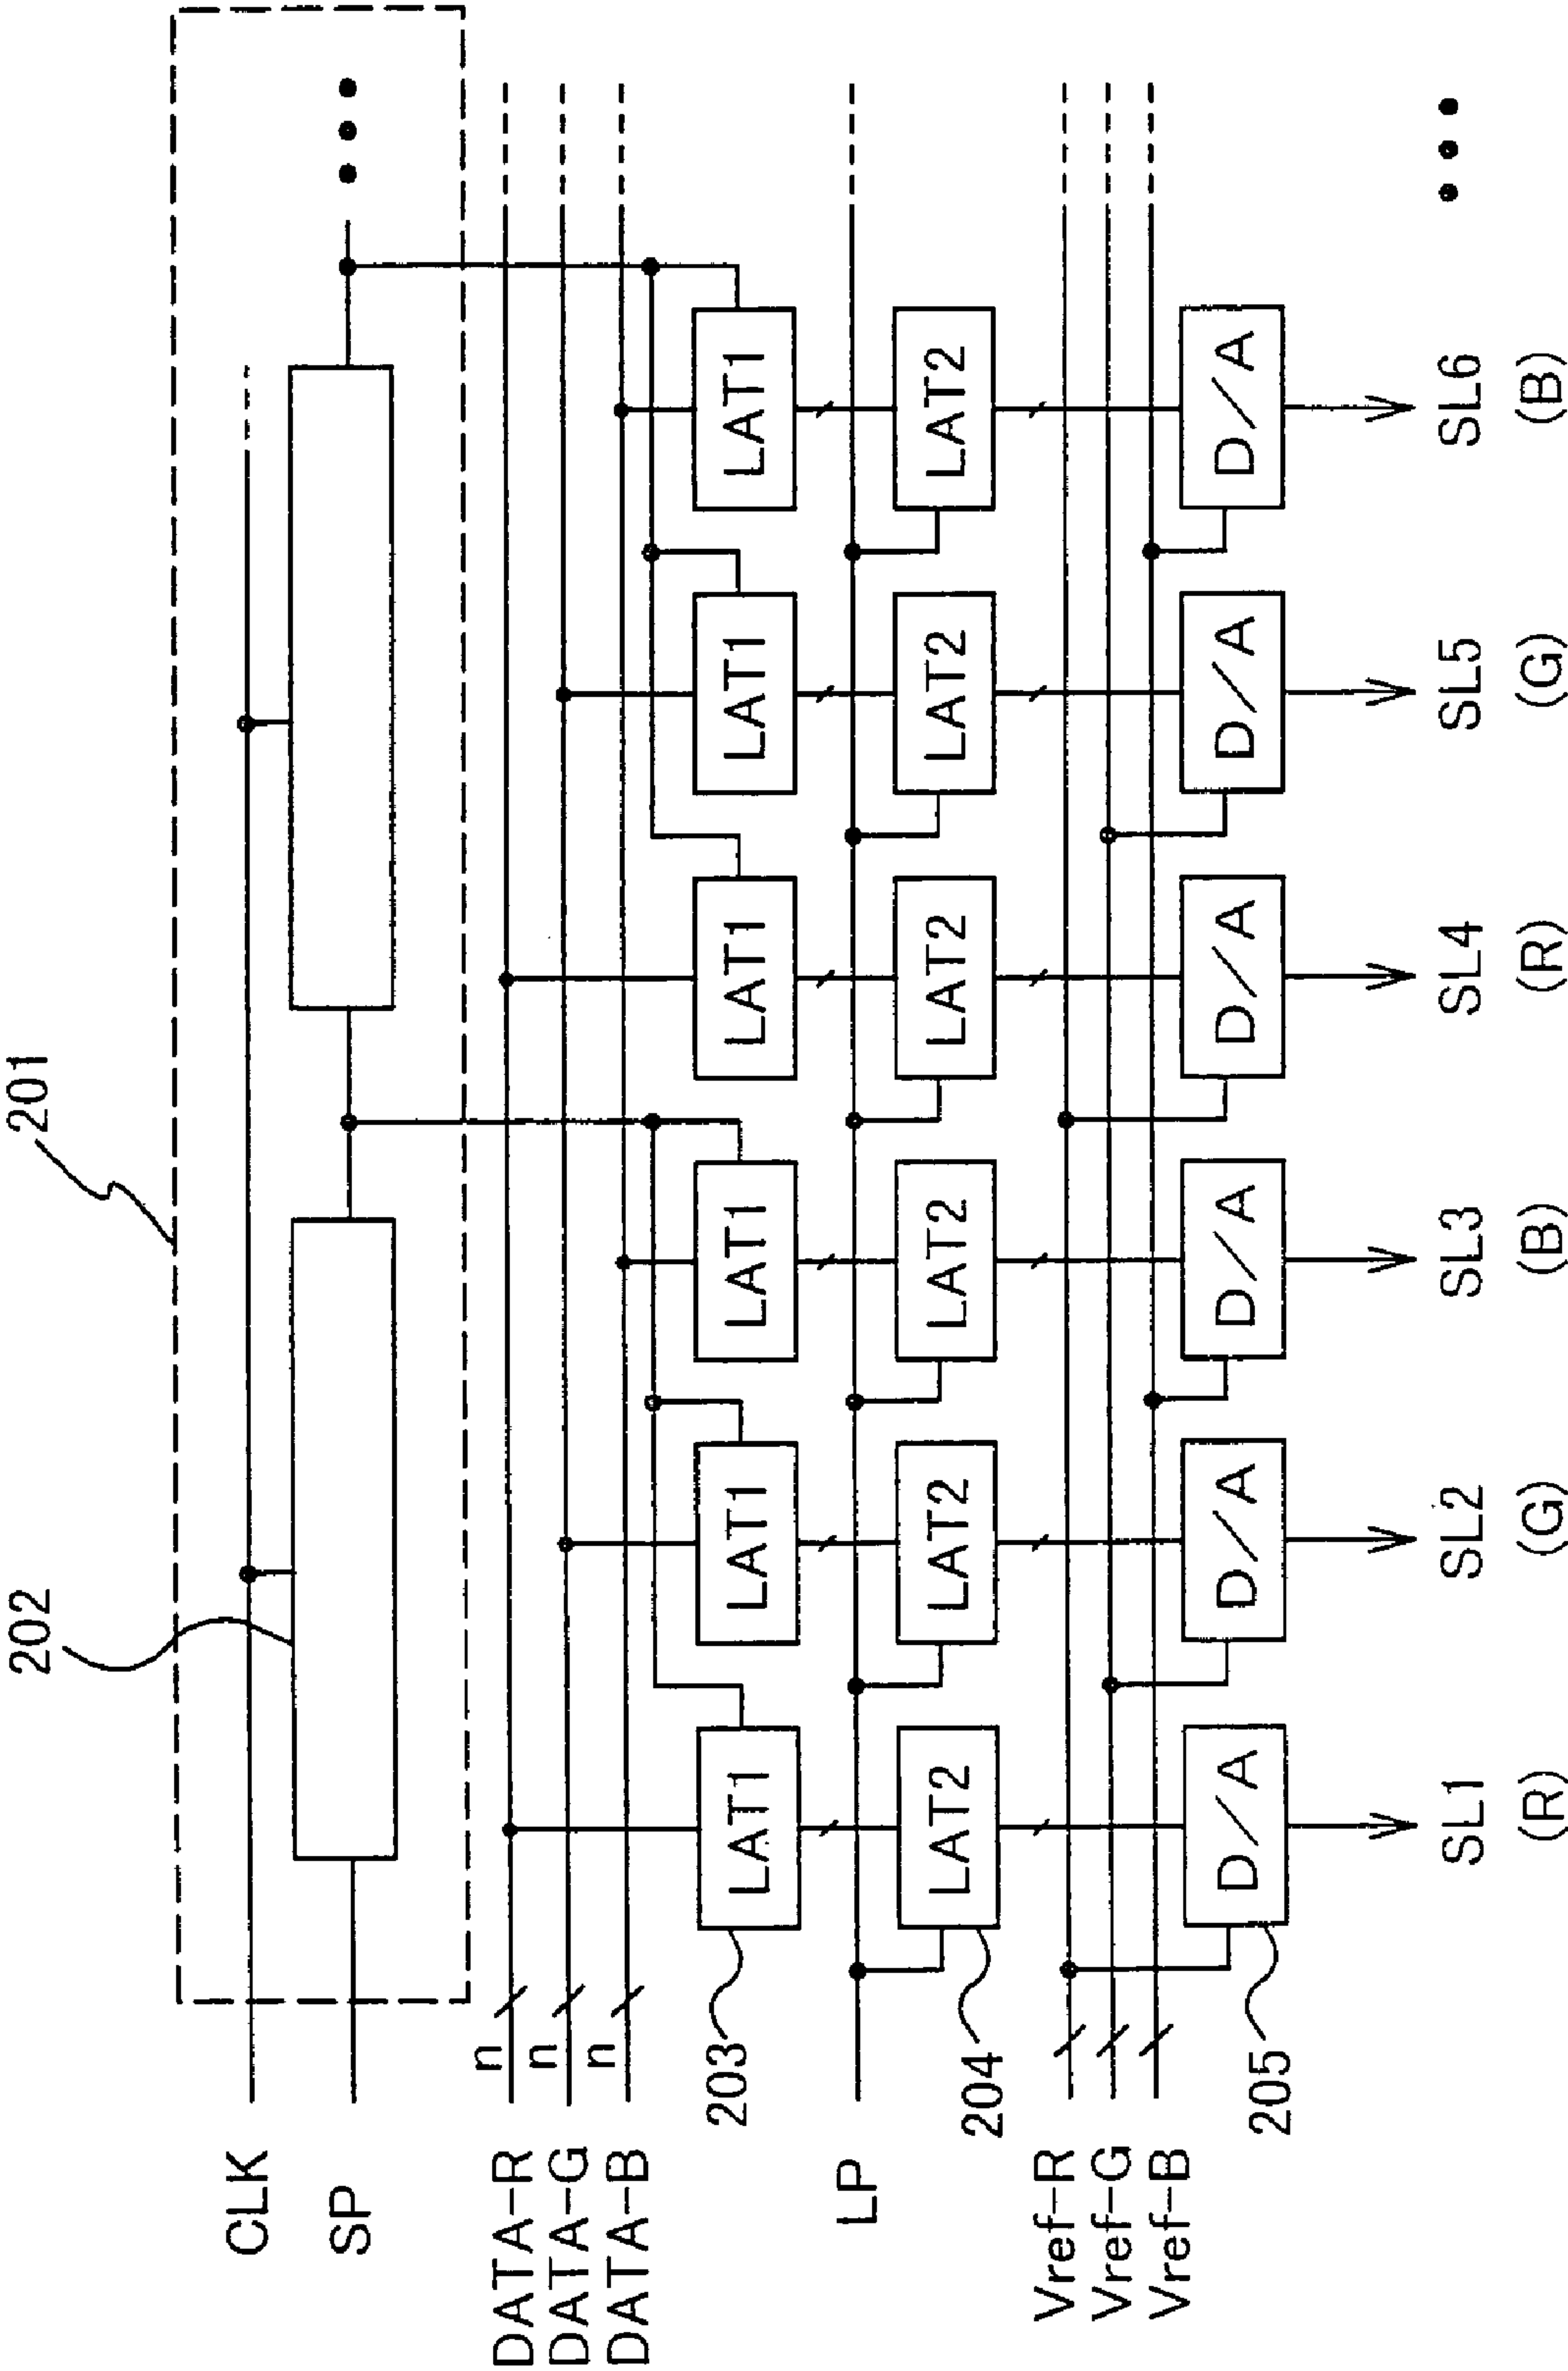 201
202
CLK
SP
n
DATA-R
n
DATA-G
n
DATA-B
203
LAT1 LAT1 LAT1 LAT1 LAT1 LAT1
LP
204
LAT2 LAT2 LAT2 LAT2 LAT2 LAT2
Vref-R
Vref-G
Vref-B
205
D/A D/A D/A D/A D/A D/A
SL1 SL2 SL3 SL4 SL5 SL6
(R) (G) (B) (R) (G) (B)